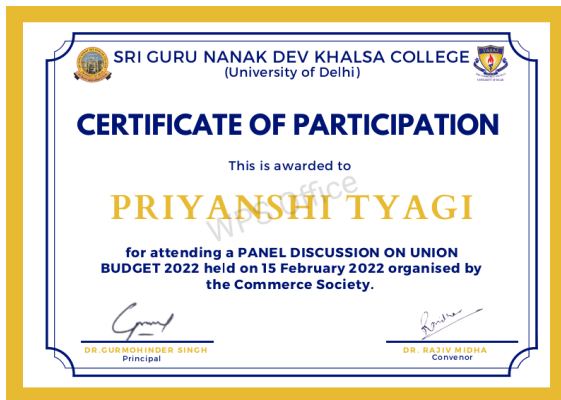 SRI GURU NANAK DEV KHALSA COLLEGE
(University of Delhi)
CERTIFICATE OF PARTICIPATION
This is awarded to
PRIYANSHI TYAGI
WPS Office
for attending a PANEL DISCUSSION ON UNION
BUDGET 2022 held on 15 February 2022 organised by
the Commerce Society.
DR.GURMOHINDER SINGH
Principal
DR. RAJIV MIDHA
Convenor